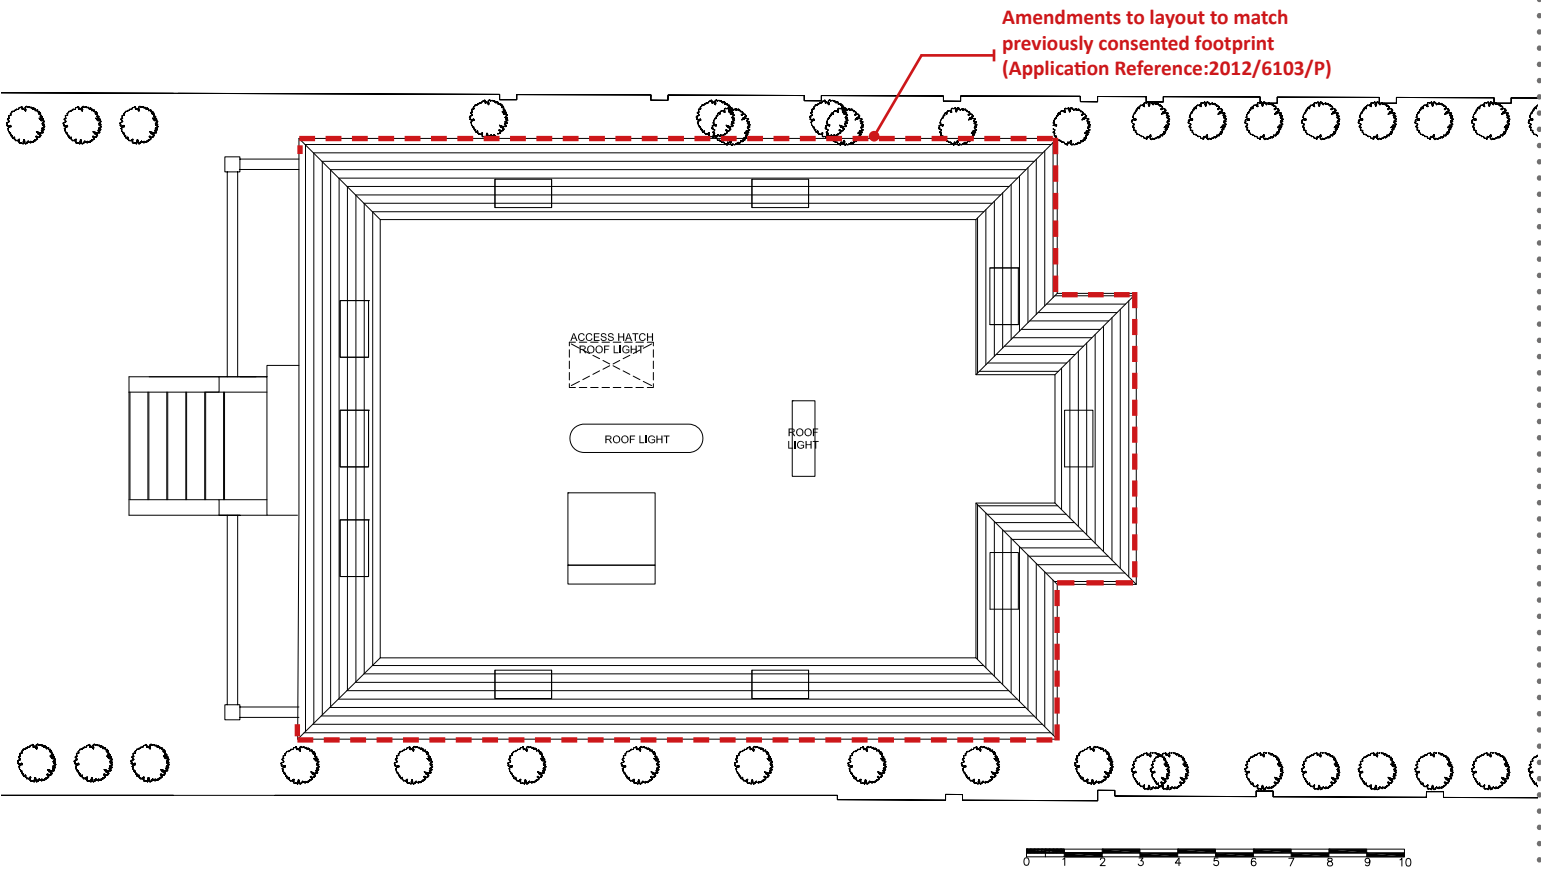 Amendments to layout to match
previously consented footprint
(Application Reference:2012/6103/P)
ACCESS HATCH
ROOF LIGHT
ROOF LIGHT
ROOF
LIGHT
0 1 2 3 4 5 6 7 8 9 10